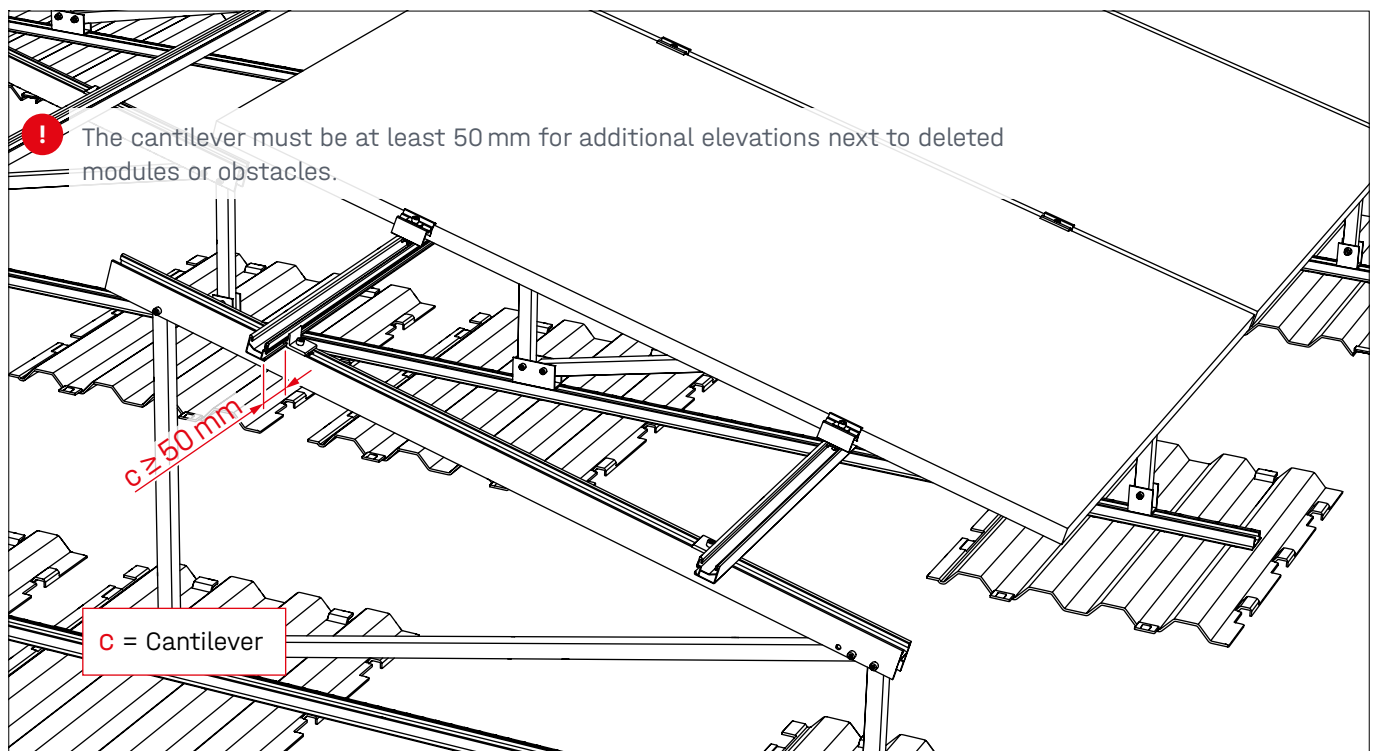 !
The cantilever must be at least 50 mm for additional elevations next to deleted
modules or obstacles.
c ≥ 50 mm
c = Cantilever